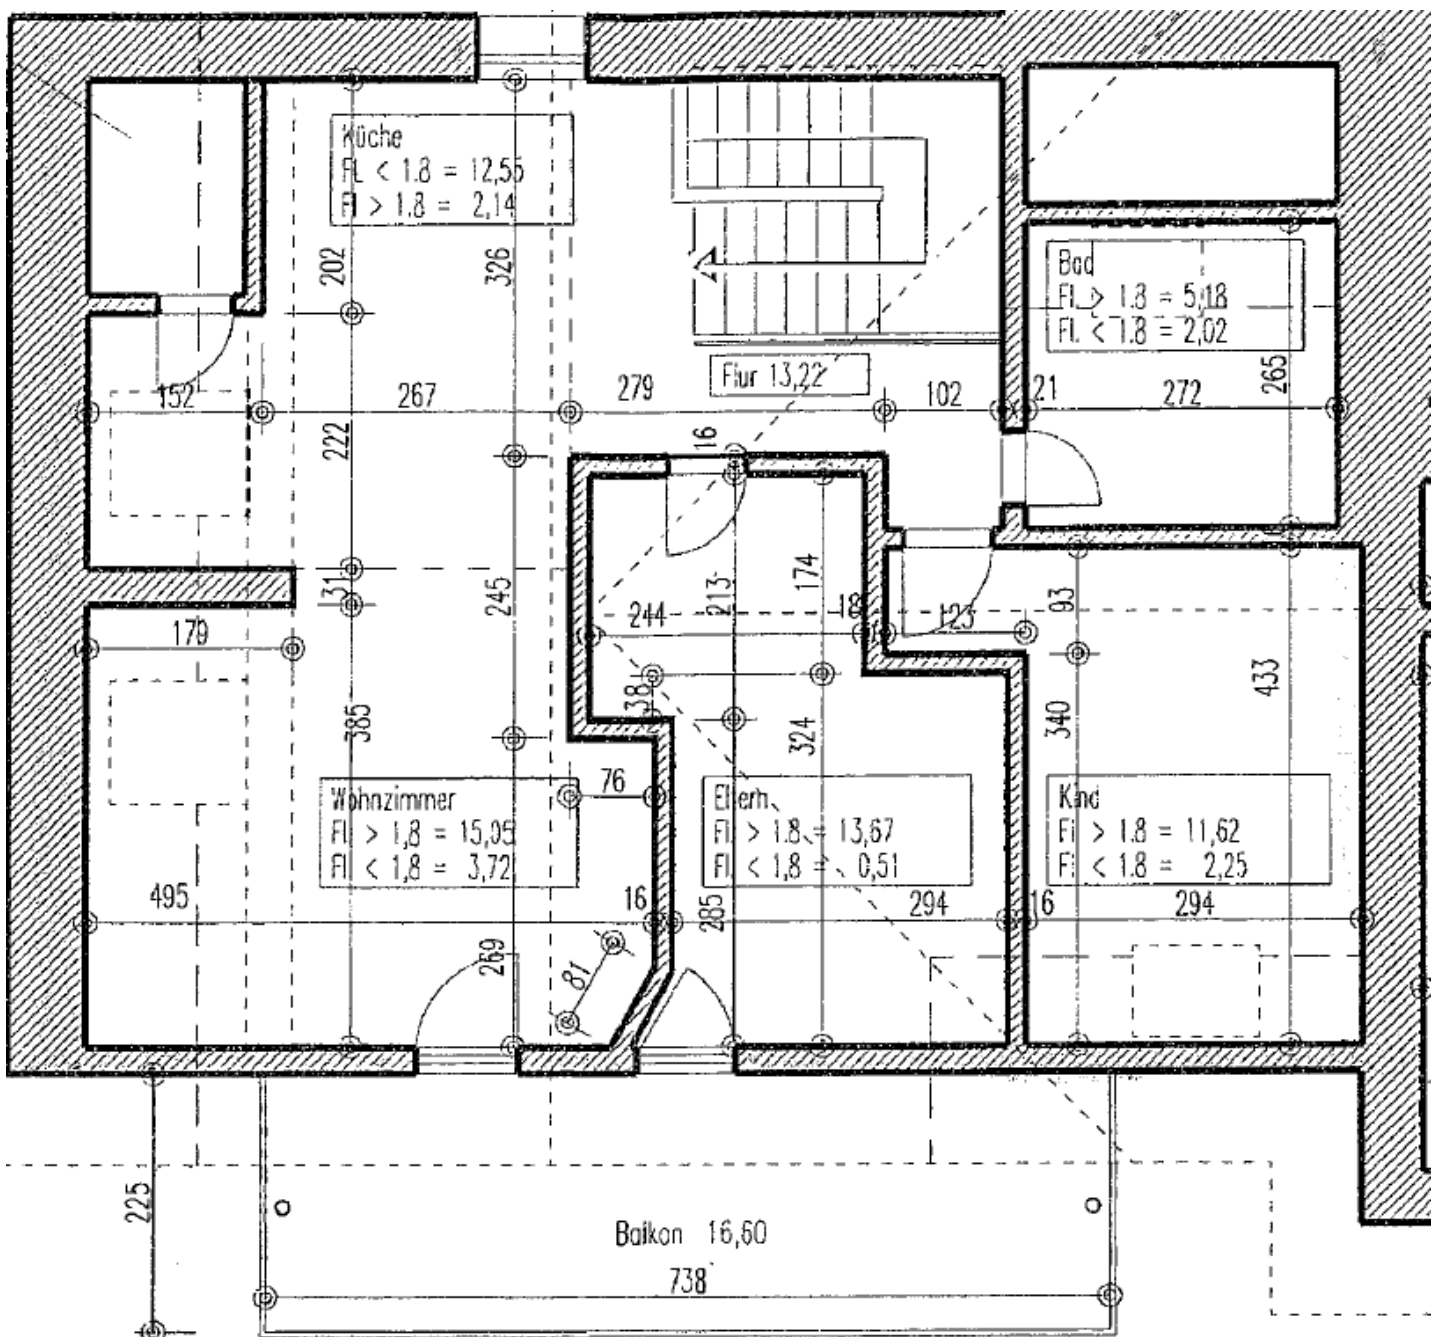 Küche
FL < 1.8 = 12,55
Fl > 1.8 = 2,14
202
326
Bad
Fl. > 1.8 = 5,18
Fl. < 1.8 = 2,02
265
Flur 13,22
152
267
279
102
21
272
222
16
31
245
213
174
93
179
244
18
123
433
385
38
324
340
76
Wohnzimmer
Fl > 1,8 = 15,05
Fl < 1,8 = 3,72
Elterh.
Fl. > 1.8 = 13,67
Fl < 1,8 = 0,51
Kind
Fl > 1.8 = 11,62
Fl < 1.8 = 2,25
495
16
285
294
16
294
269
81
225
Balkon 16,60
738